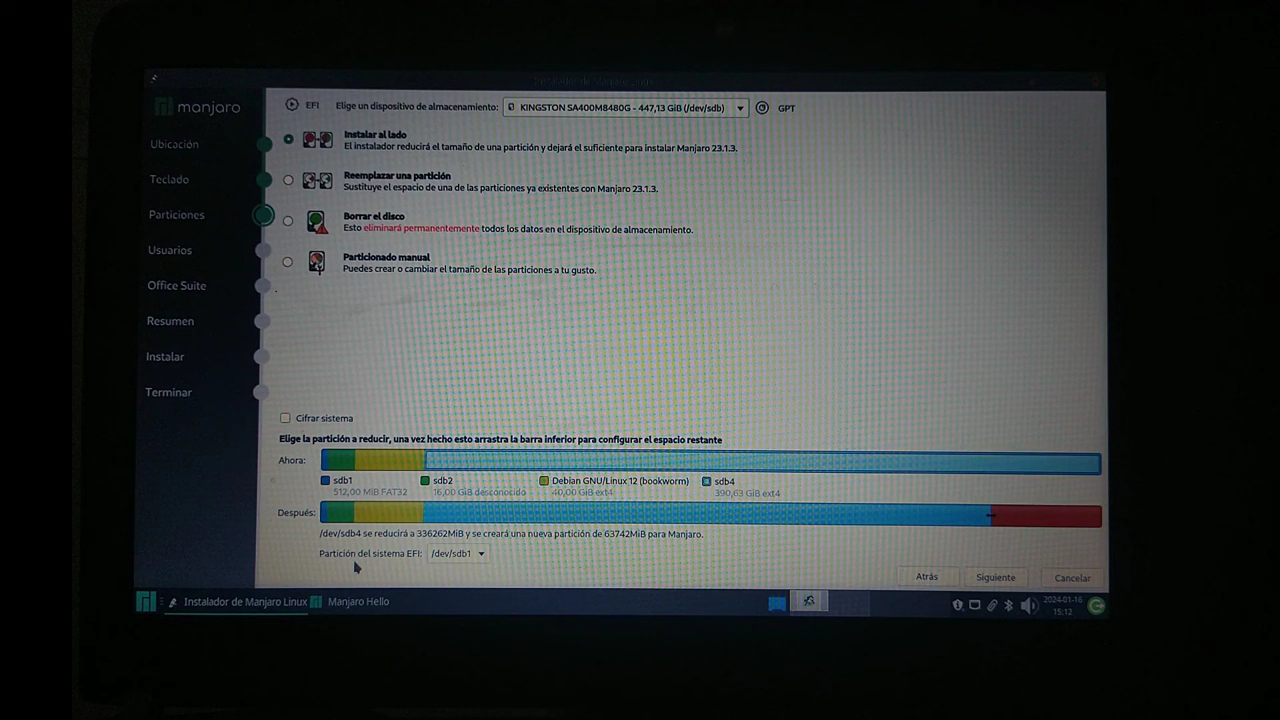 Instalador de Manjaro Linux
manjaro
EFI
Elige un dispositivo de almacenamiento:
KINGSTON SA400M8480G - 447,13 GiB (/dev/sdb)
GPT
Ubicación
Teclado
Particiones
Usuarios
Office Suite
Resumen
Instalar
Terminar
Instalar al lado
El instalador reducirá el tamaño de una partición y dejará el suficiente para instalar Manjaro 23.1.3.
Reemplazar una partición
Sustituye el espacio de una de las particiones ya existentes con Manjaro 23.1.3.
Borrar el disco
Esto eliminará permanentemente todos los datos en el dispositivo de almacenamiento.
Particionado manual
Puedes crear o cambiar el tamaño de las particiones a tu gusto.
Cifrar sistema
Elige la partición a reducir, una vez hecho esto arrastra la barra inferior para configurar el espacio restante
Ahora:
sdb1
512,00 MiB FAT32
sdb2
16,00 GiB desconocido
Debian GNU/Linux 12 (bookworm)
40,00 GiB ext4
sdb4
390,63 GiB ext4
Después:
/dev/sdb4 se reducirá a 336262MiB y se creará una nueva partición de 63742MiB para Manjaro.
Partición del sistema EFI: /dev/sdb1
Atrás
Siguiente
Cancelar
Instalador de Manjaro Linux
Manjaro Hello
2024-01-16
15:12